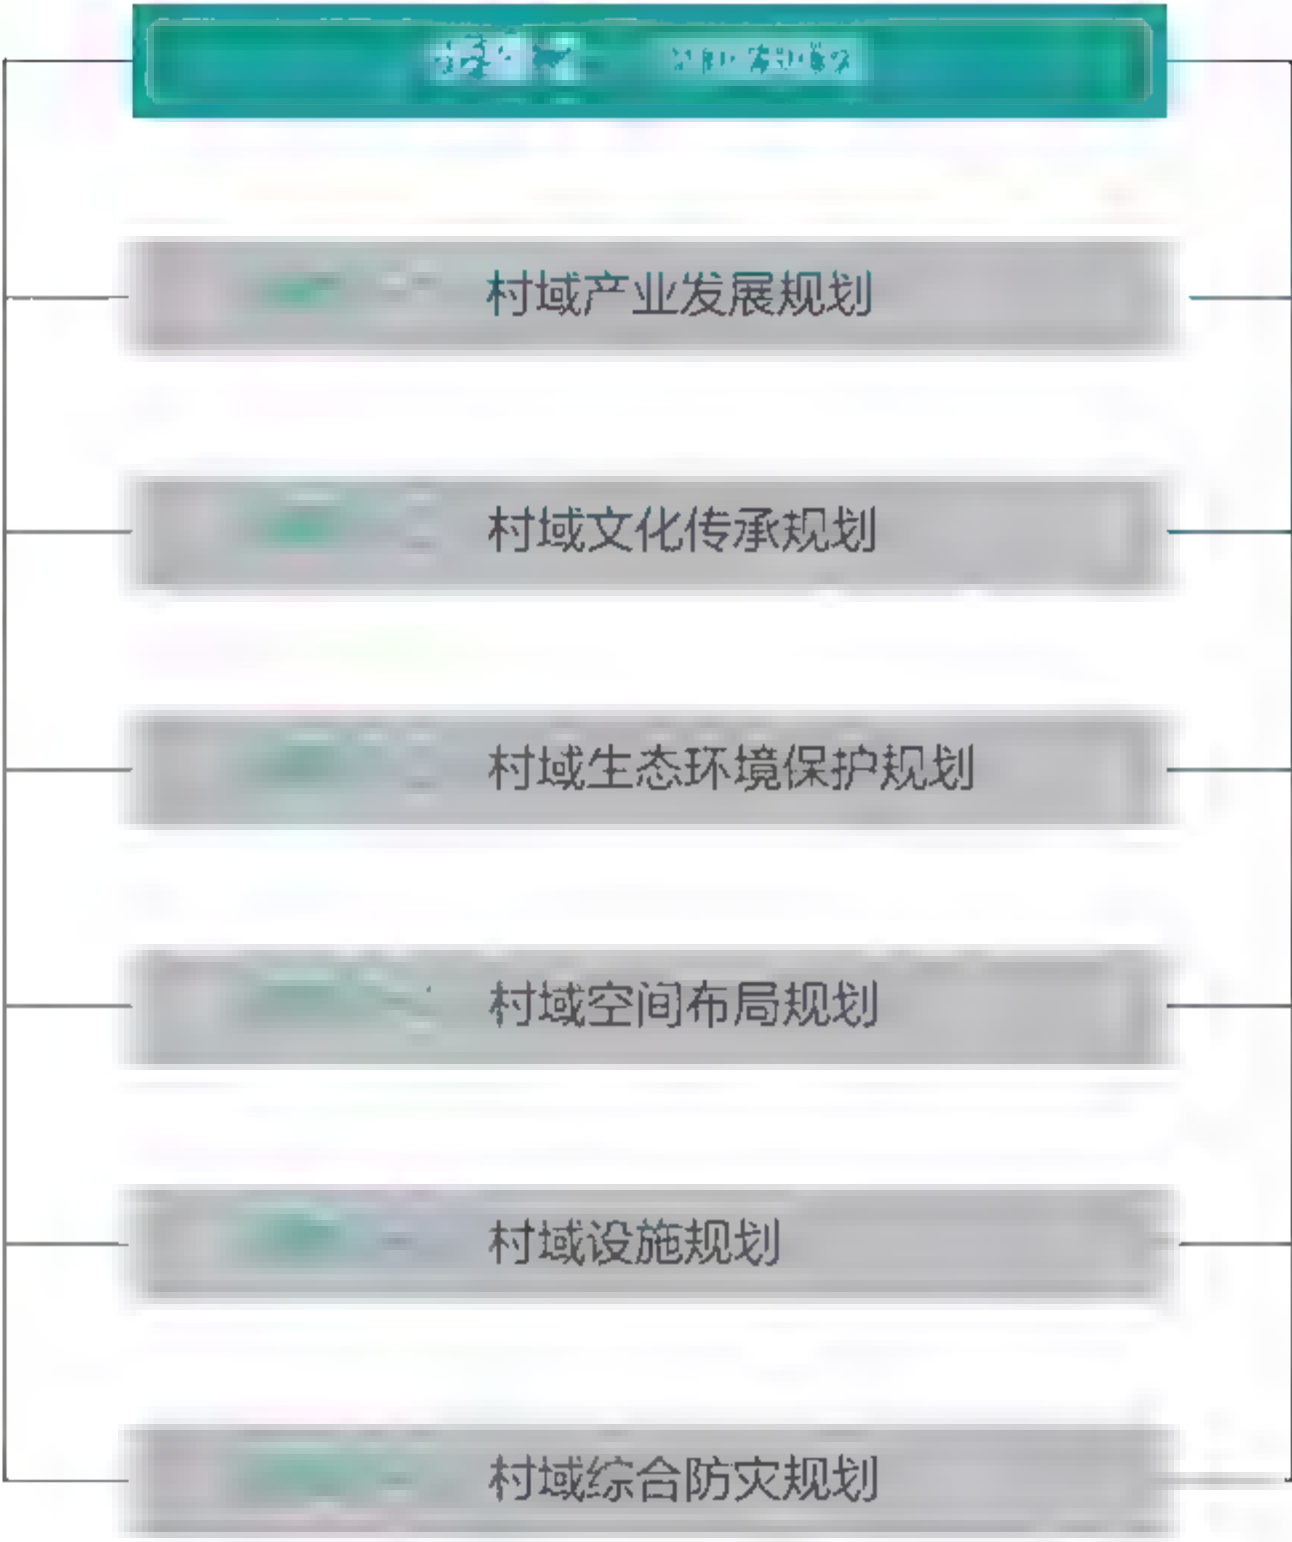 村域产业发展规划
村域文化传承规划
村域生态环境保护规划
村域空间布局规划
村域设施规划
村域综合防灾规划